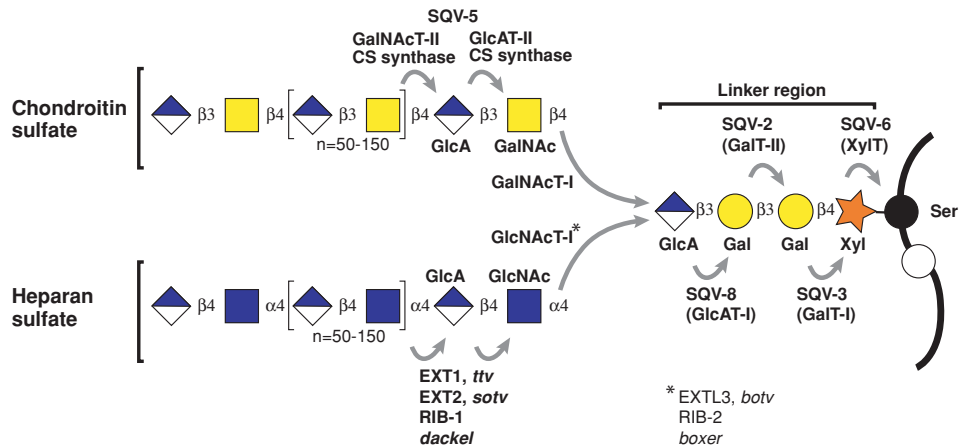 SQV-5
GalNAcT-II GlcAT-II
CS synthase CS synthase
Chondroitin
sulfate
β3 β4 β3 β4 β3 β4
n=50-150
GlcA GalNAc
GalNAcT-I
Linker region
SQV-2 SQV-6
(GalT-II) (XylT)
β3 β3 β4
Ser
GlcA Gal Gal Xyl
SQV-8 SQV-3
(GlcAT-I) (GalT-I)
GlcNAcT-I*
Heparan
sulfate
GlcA GlcNAc
β4 α4 β4 α4 β4 α4
n=50-150
EXT1, ttv
EXT2, sotv
RIB-1
dackel
* EXTL3, botv
RIB-2
boxer